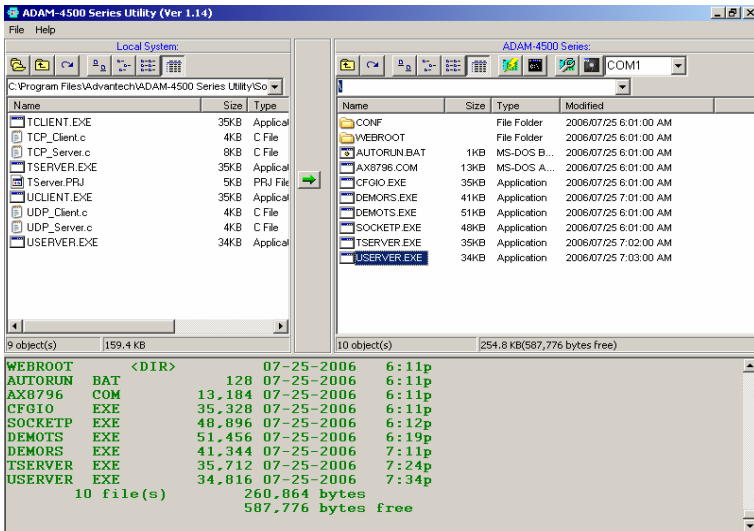 ADAM-4500 Series Utility (Ver 1.14)
File Help
Local System:
C:\Program Files\Advantech\ADAM-4500 Series Utility\So
Name Size Type
TCLIENT.EXE 35KB Applical
TCP_Client.c 4KB C File
TCP_Server.c 8KB C File
TSERVER.EXE 35KB Applical
TServer.PRJ 5KB PRJ File
UCLIENT.EXE 35KB Applical
UDP_Client.c 4KB C File
UDP_Server.c 4KB C File
USERVER.EXE 34KB Applical
9 object(s) 159.4 KB
ADAM-4500 Series:
COM1
\
Name Size Type Modified
CONF File Folder 2006/07/25 6:01:00 AM
WEBROOT File Folder 2006/07/25 6:01:00 AM
AUTORUN.BAT 1KB MS-DOS B... 2006/07/25 6:01:00 AM
AX8796.COM 13KB MS-DOS A... 2006/07/25 6:01:00 AM
CFGIO.EXE 35KB Application 2006/07/25 6:01:00 AM
DEMORS.EXE 41KB Application 2006/07/25 7:01:00 AM
DEMOTS.EXE 51KB Application 2006/07/25 6:01:00 AM
SOCKETP.EXE 48KB Application 2006/07/25 6:01:00 AM
TSERVER.EXE 35KB Application 2006/07/25 7:02:00 AM
USERVER.EXE 34KB Application 2006/07/25 7:03:00 AM
10 object(s) 254.8 KB(587,776 bytes free)
WEBROOT <DIR> 07-25-2006 6:11p
AUTORUN BAT 128 07-25-2006 6:11p
AX8796 COM 13,184 07-25-2006 6:11p
CFGIO EXE 35,328 07-25-2006 6:11p
SOCKETP EXE 48,896 07-25-2006 6:12p
DEMOTS EXE 51,456 07-25-2006 6:19p
DEMORS EXE 41,344 07-25-2006 7:11p
TSERVER EXE 35,712 07-25-2006 7:24p
USERVER EXE 34,816 07-25-2006 7:34p
10 file(s) 260,864 bytes
587,776 bytes free